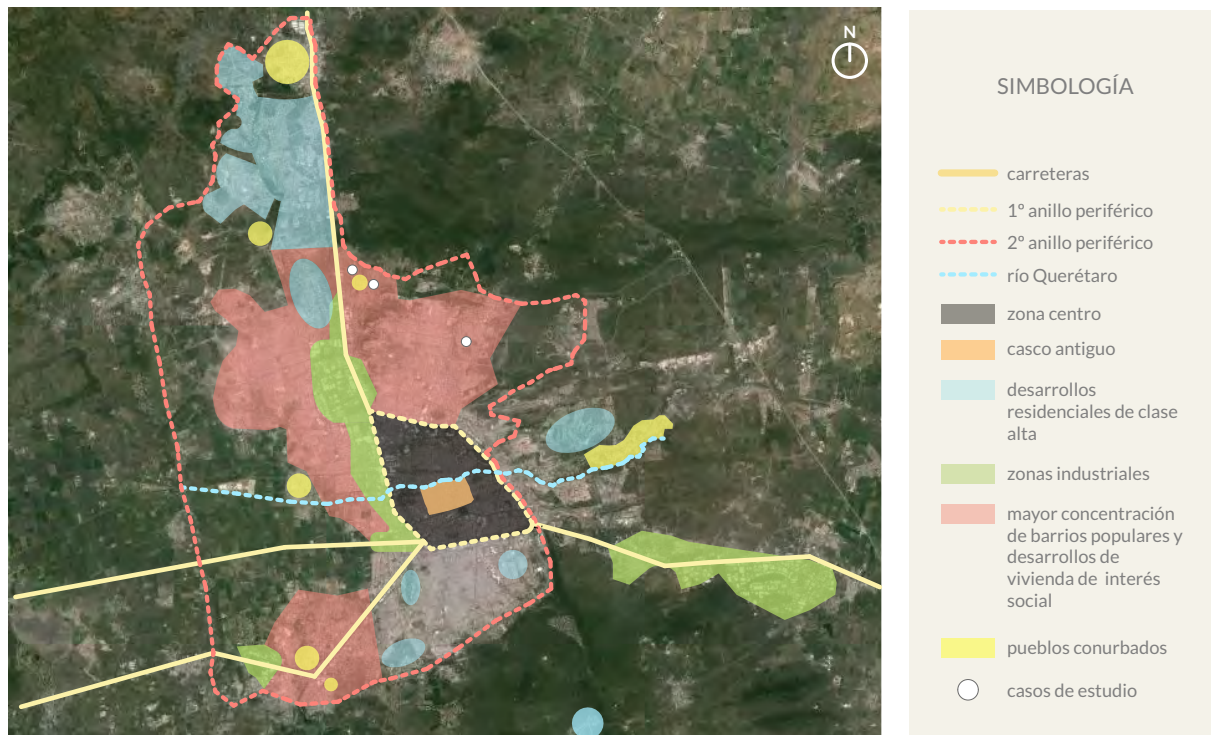 N
SIMBOLOGÍA
carreteras
1º anillo periférico
2º anillo periférico
río Querétaro
zona centro
casco antiguo
desarrollos
residenciales de clase
alta
zonas industriales
mayor concentración
de barrios populares y
desarrollos de
vivienda de interés
social
pueblos conurbados
casos de estudio